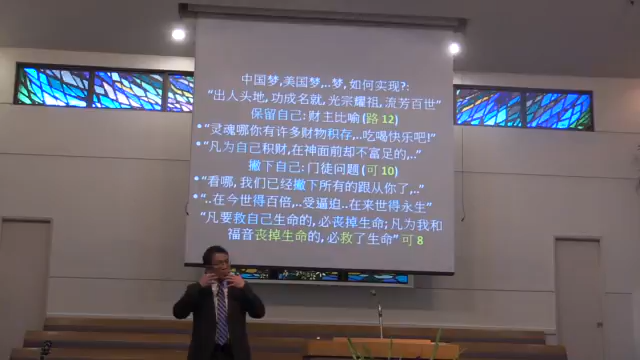 中国梦,美国梦,..梦, 如何实现?:
“出人头地, 功成名就, 光宗耀祖, 流芳百世”
保留自己: 财主比喻 (路 12)
•“灵魂哪你有许多财物积存,..吃喝快乐吧!”
•“凡为自己积财,在神面前却不富足的,..”
撇下自己: 门徒问题 (可 10)
•“看哪, 我们已经撇下所有的跟从你了,..”
•“..在今世得百倍,..受逼迫..在来世得永生”
“凡要救自己生命的, 必丧掉生命; 凡为我和
福音丧掉生命的, 必救了生命” 可 8